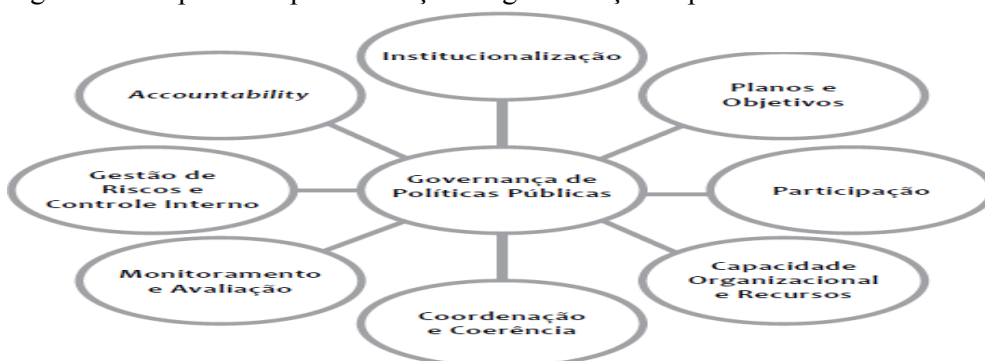 Institucionalização
Accountability
Planos e
Objetivos
Gestão de
Riscos e
Controle Interno
Governança de
Políticas Públicas
Participação
Monitoramento
e Avaliação
Capacidade
Organizacional
e Recursos
Coordenação
e Coerência